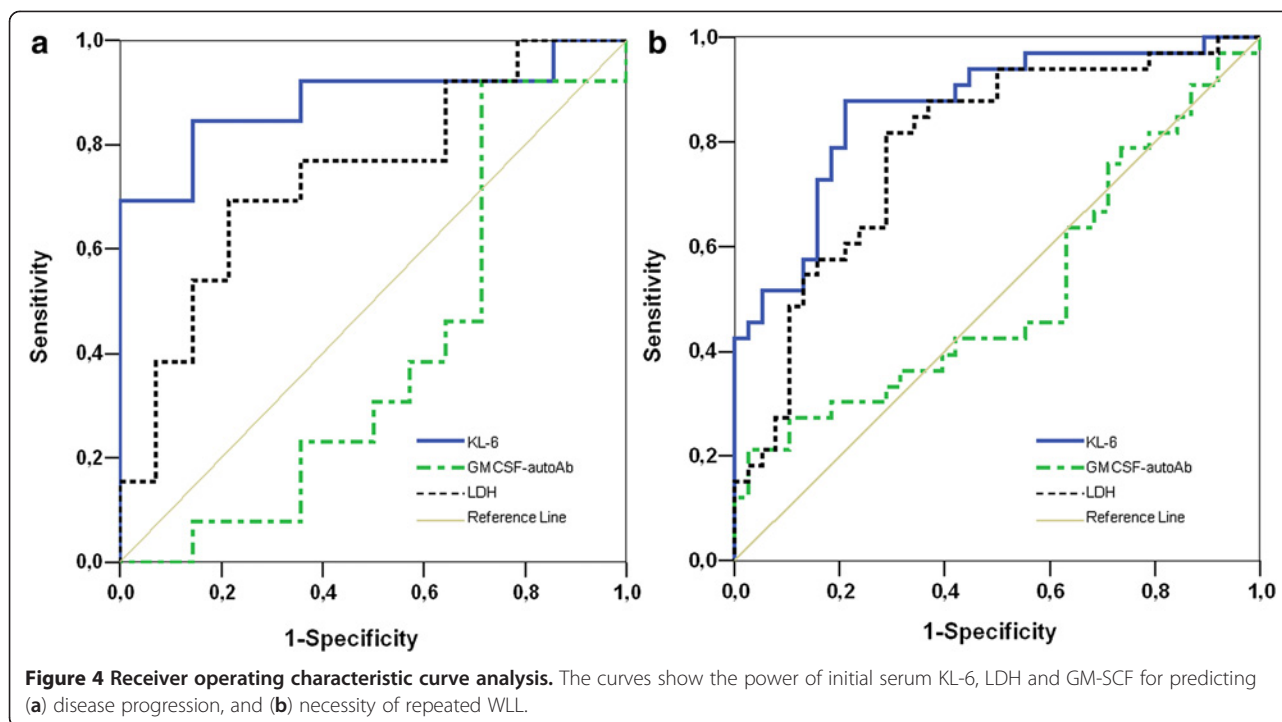 a
1,0
0,8
0,6
0,4
0,2
0,0
Sensitivity
0,0 0,2 0,4 0,6 0,8 1,0
1-Specificity
KL-6
GMCSF-autoAb
LDH
Reference Line
b
1,0
0,8
0,6
0,4
0,2
0,0
Sensitivity
0,0 0,2 0,4 0,6 0,8 1,0
1-Specificity
KL-6
GMCSF-autoAb
LDH
Reference Line
Figure 4 Receiver operating characteristic curve analysis. The curves show the power of initial serum KL-6, LDH and GM-SCF for predicting
(a) disease progression, and (b) necessity of repeated WLL.